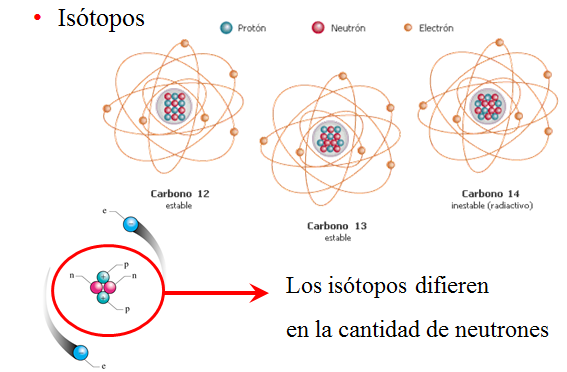 • Isótopos
Protón
Neutrón
Electrón
Carbono 12
estable
Carbono 13
estable
Carbono 14
inestable (radiactivo)
e
p
n
n
p
e
Los isótopos difieren
en la cantidad de neutrones